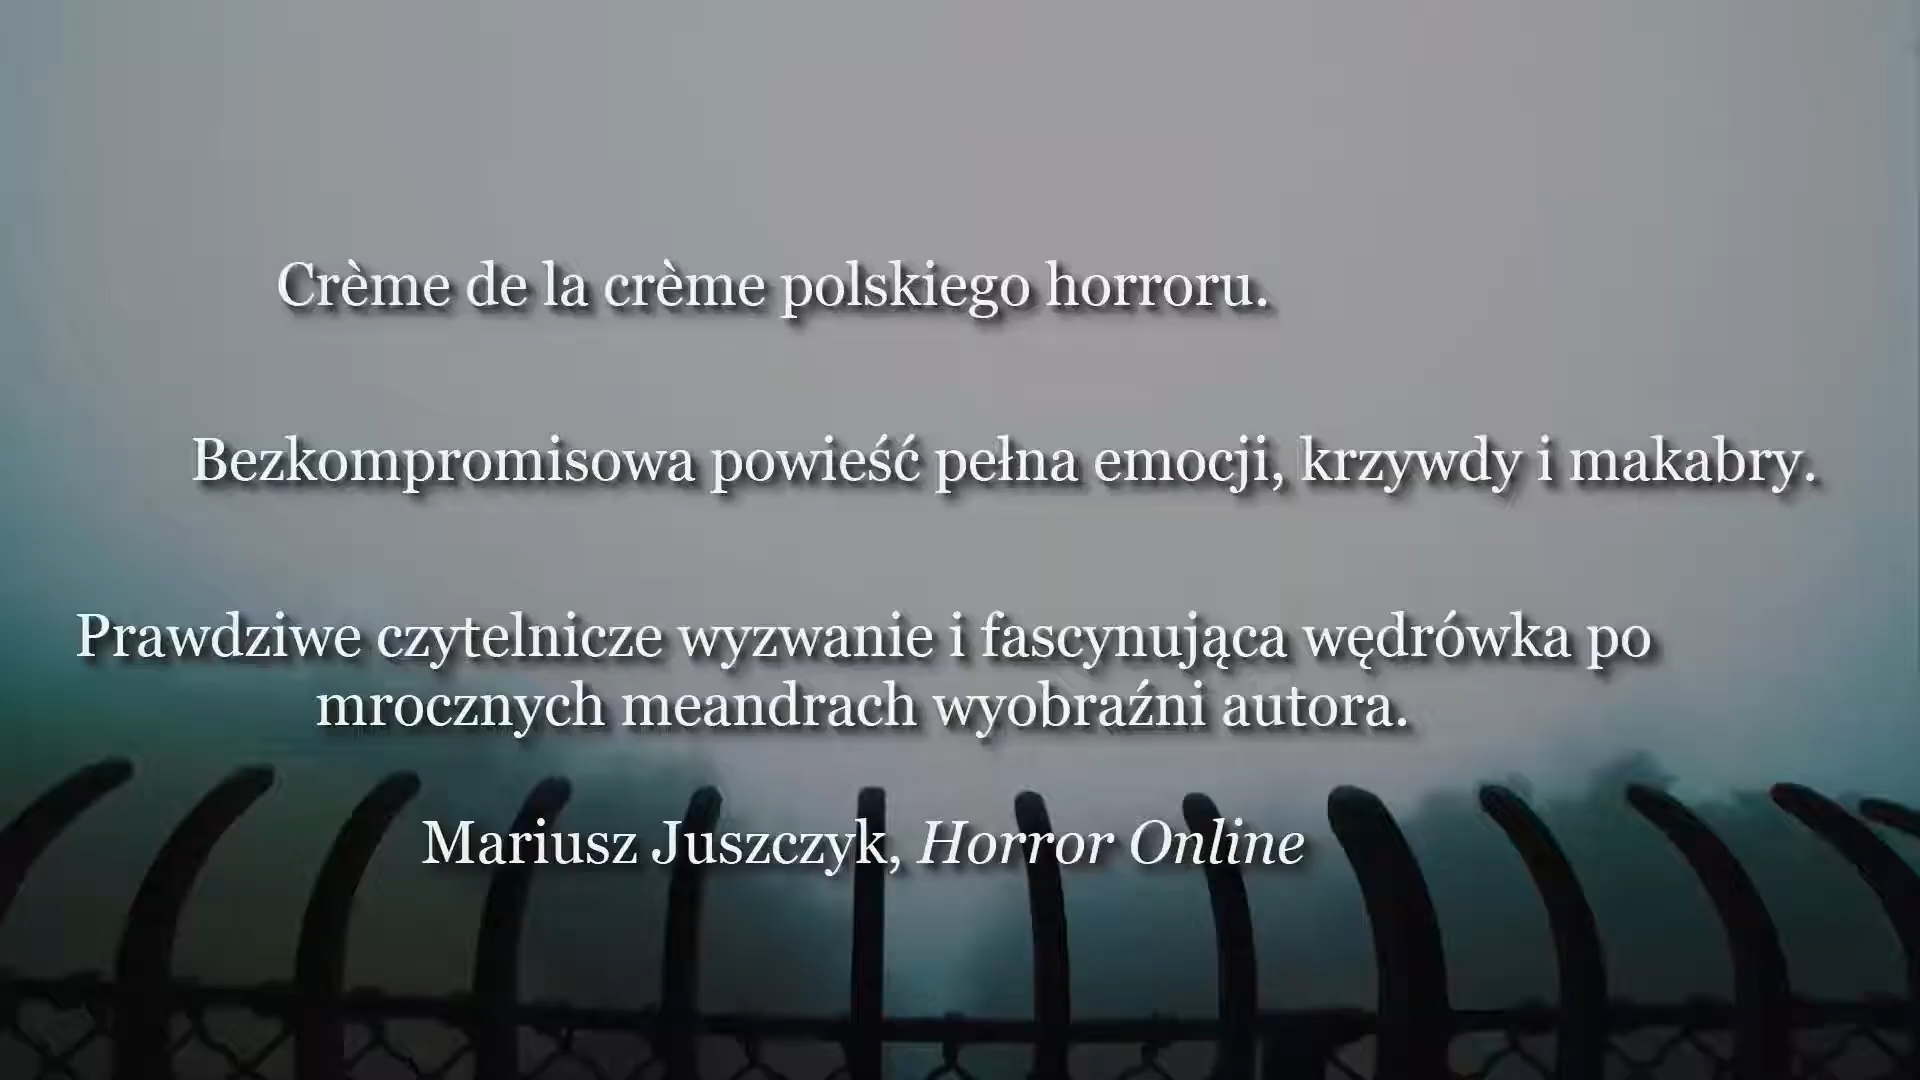 Crème de la crème polskiego horroru.
Bezkompromisowa powieść pełna emocji, krzywdy i makabry.
Prawdziwe czytelnicze wyzwanie i fascynująca wędrówka po
mrocznych meandrach wyobraźni autora.
Mariusz Juszczyk, Horror Online